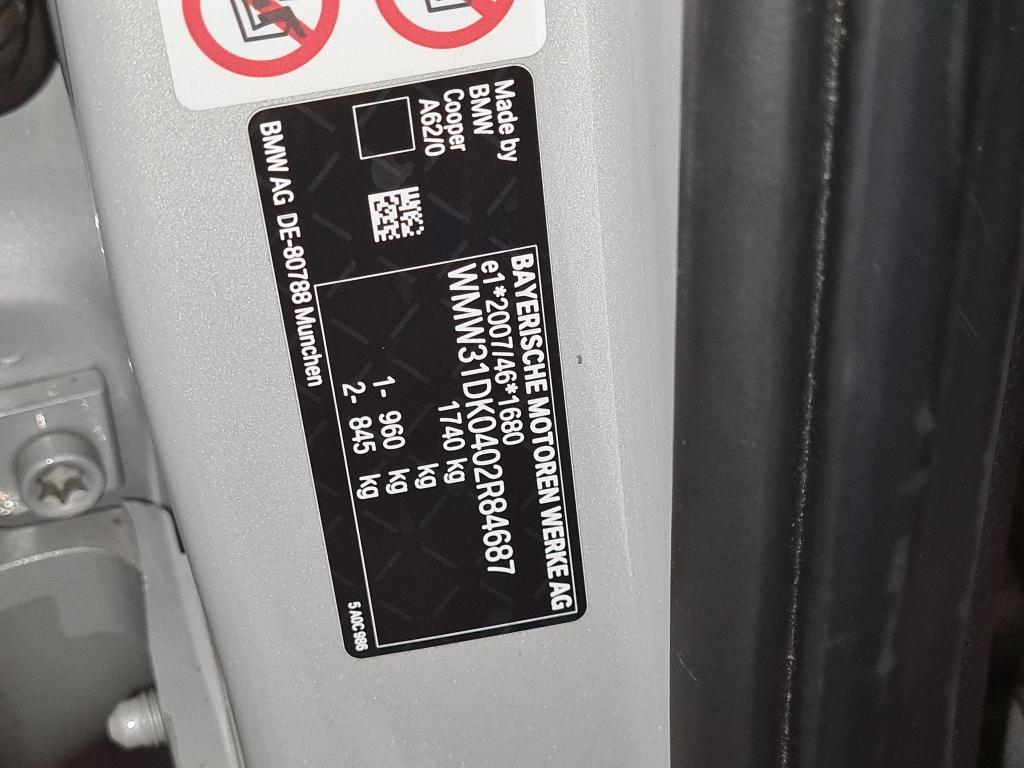 Made by
BMW
Cooper
A62/0
BAYERISCHE MOTOREN WERKE AG
e1*2007/46*1680
WMW31DK0402R84687
1740 kg
kg
1- 960 kg
2- 845 kg
BMW AG DE-80788 Munchen
5 A0C 986